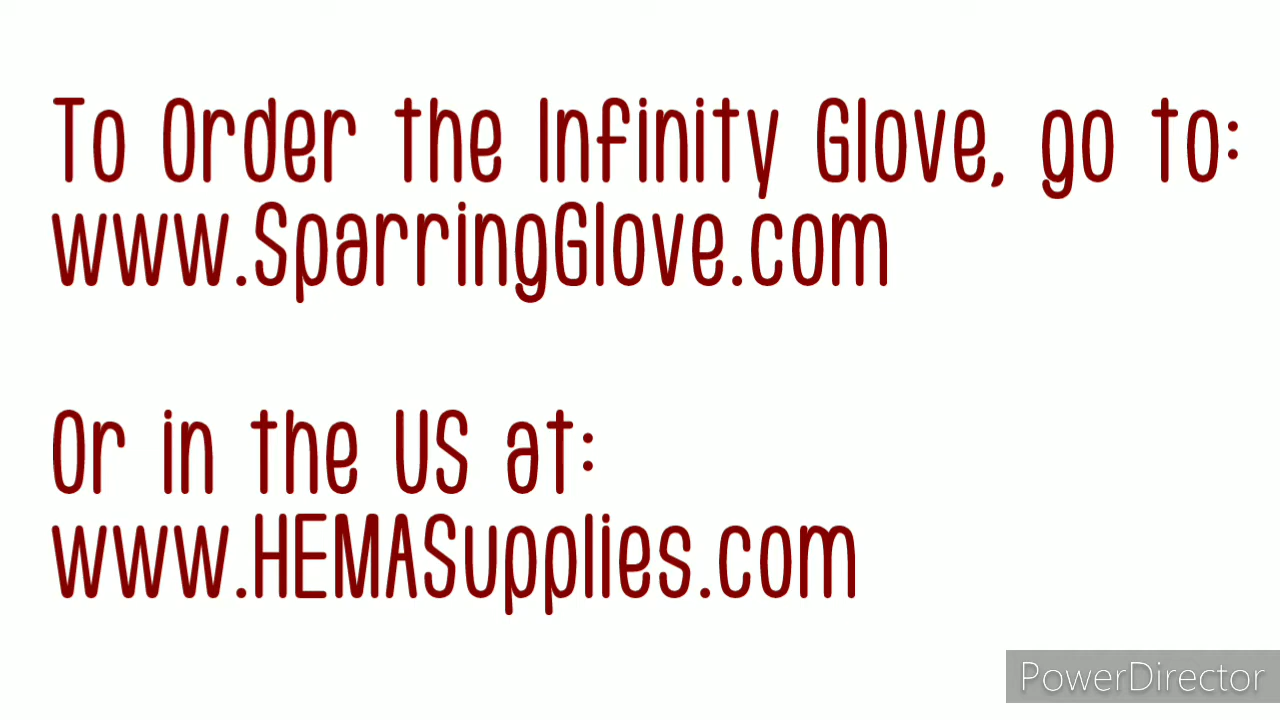 To Order the Infinity Glove, go to:
www.SparringGlove.com
Or in the US at:
www.HEMASupplies.com
PowerDirector